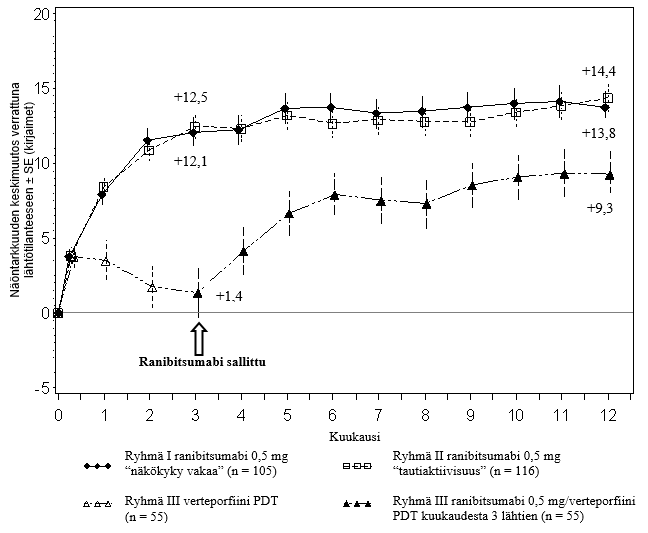 Näöntarkkuuden keskimuutos verrattuna
lähtötilanteeseen ± SE (kirjaimet)
20
15
10
5
0
-5
+12,5
+12,1
+14,4
+13,8
+9,3
+1,4
Ranibitsumabi sallittu
0 1 2 3 4 5 6 7 8 9 10 11 12
Kuukausi
Ryhmä I ranibitsumabi 0,5 mg
“näkökyky vakaa” (n = 105)
Ryhmä II ranibitsumabi 0,5 mg
“tautiaktiivisuus” (n = 116)
Ryhmä III verteporfiini PDT
(n = 55)
Ryhmä III ranibitsumabi 0,5 mg/verteporfiini
PDT kuukaudesta 3 lähtien (n = 55)